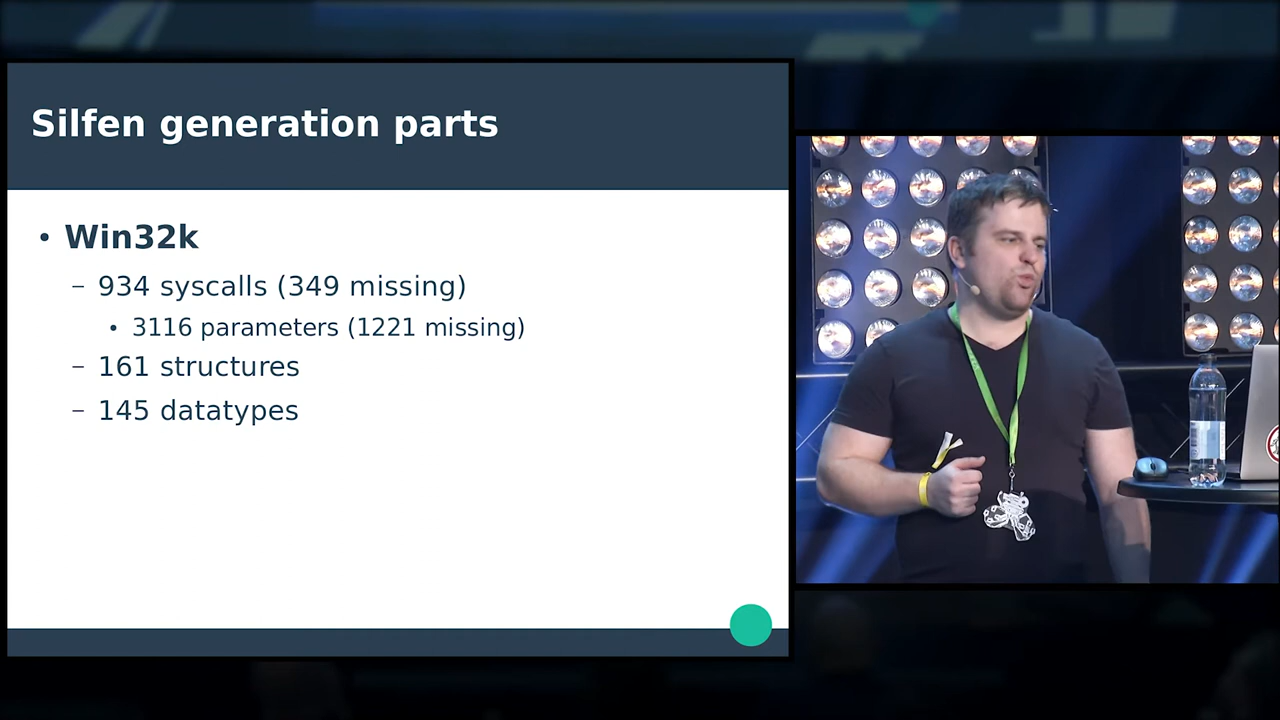 Silfen generation parts
• Win32k
– 934 syscalls (349 missing)
• 3116 parameters (1221 missing)
– 161 structures
– 145 datatypes